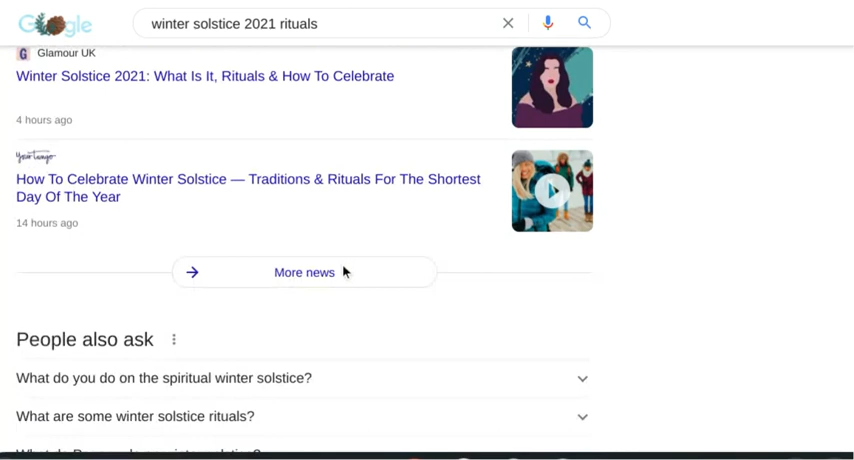 Google
winter solstice 2021 rituals
G Glamour UK
Winter Solstice 2021: What Is It, Rituals & How To Celebrate
4 hours ago
YourTango
How To Celebrate Winter Solstice — Traditions & Rituals For The Shortest
Day Of The Year
14 hours ago
More news
People also ask
What do you do on the spiritual winter solstice?
What are some winter solstice rituals?